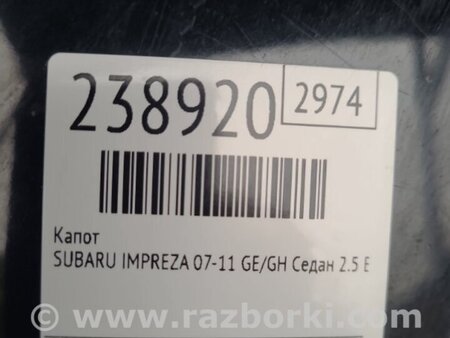 238920
2974
Капот
SUBARU IMPREZA 07-11 GE/GH Седан 2.5 E
© www.razborki.com